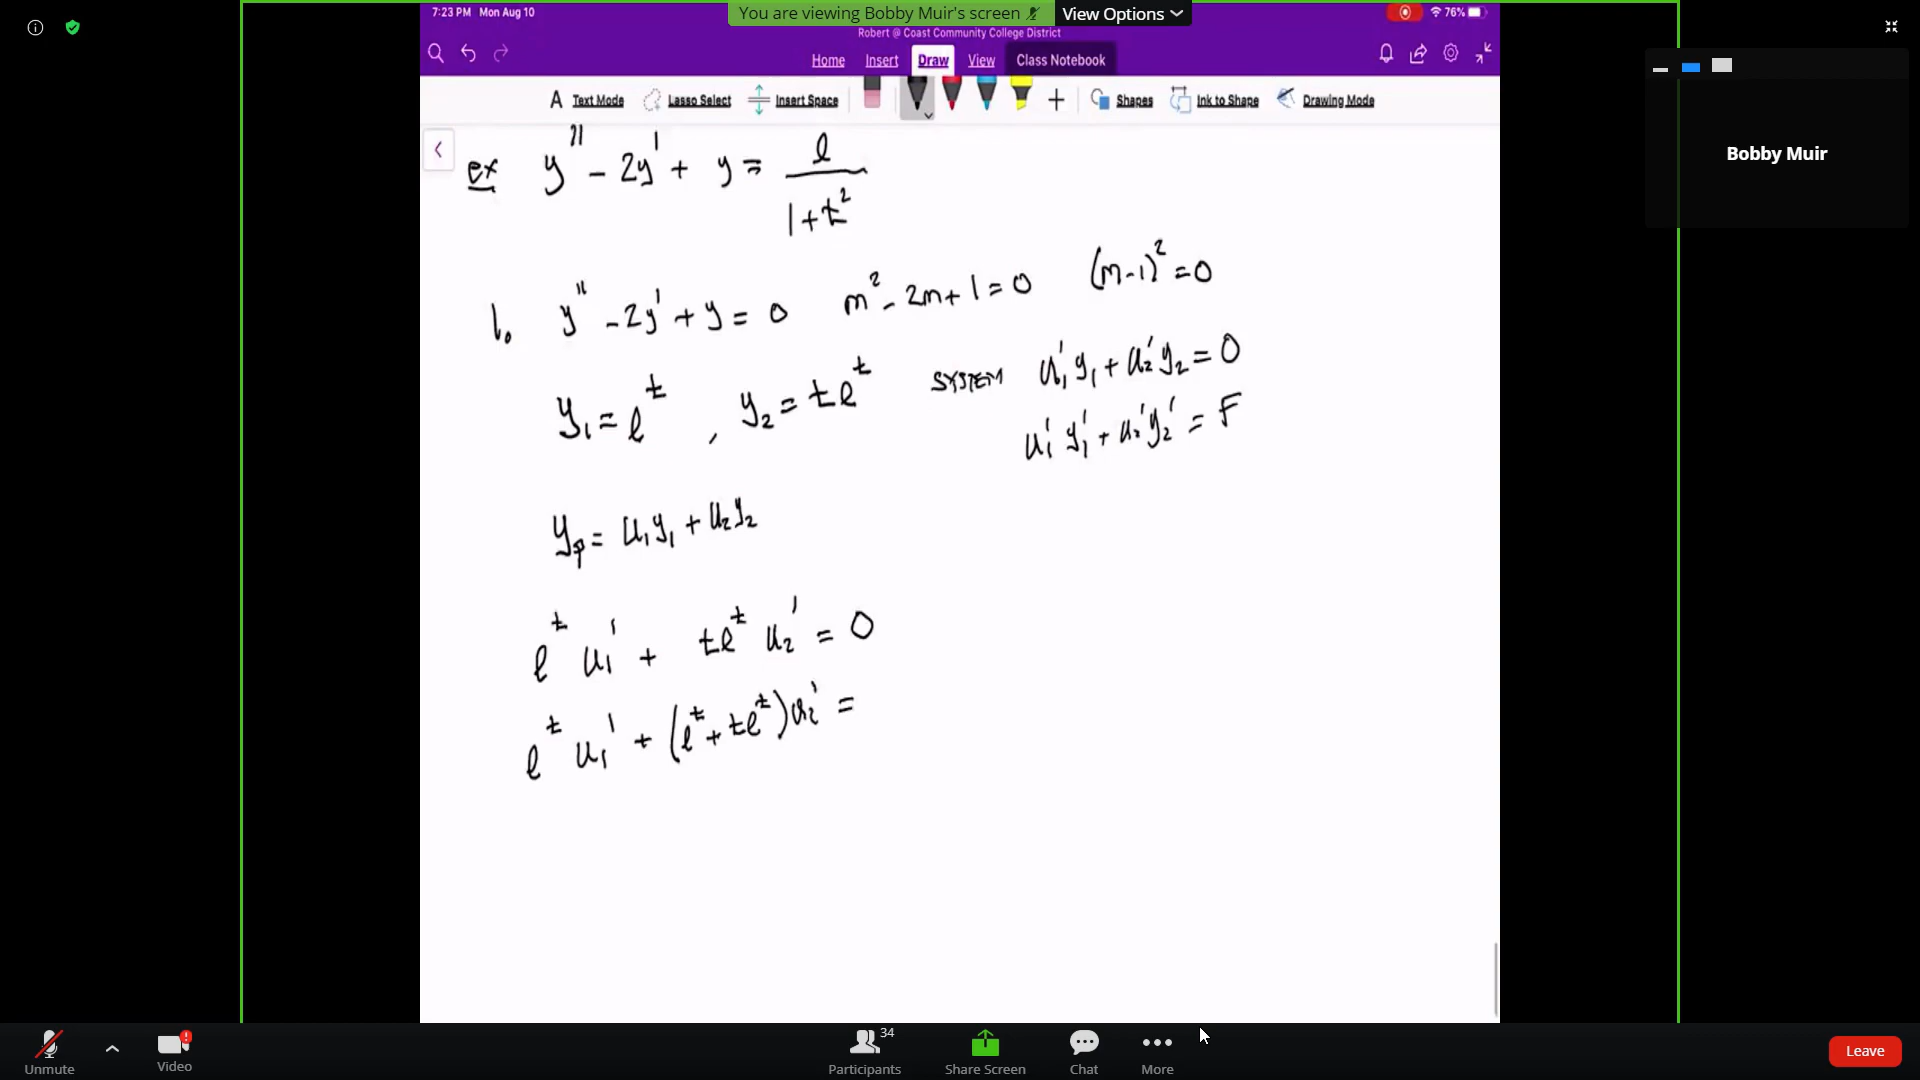 7:23 PM Mon Aug 10
You are viewing Bobby Muir's screen
View Options
76%
Robert @ Coast Community College District
Home Insert Draw View Class Notebook
A Text Mode Lasso Select Insert Space + Shapes Ink to Shape Drawing Mode
Bobby Muir
ex y'' - 2y' + y = e / (1+t²)
1. y'' - 2y' + y = 0 m² - 2m + 1 = 0 (m-1)² = 0
y₁ = e^t , y₂ = te^t SYSTEM u₁'y₁ + u₂'y₂ = 0
u₁'y₁' + u₂'y₂' = F
yₚ = u₁y₁ + u₂y₂
e^t u₁' + te^t u₂' = 0
e^t u₁' + (e^t + te^t)u₂' =
Unmute
Video
34
Participants
Share Screen
Chat
More
Leave